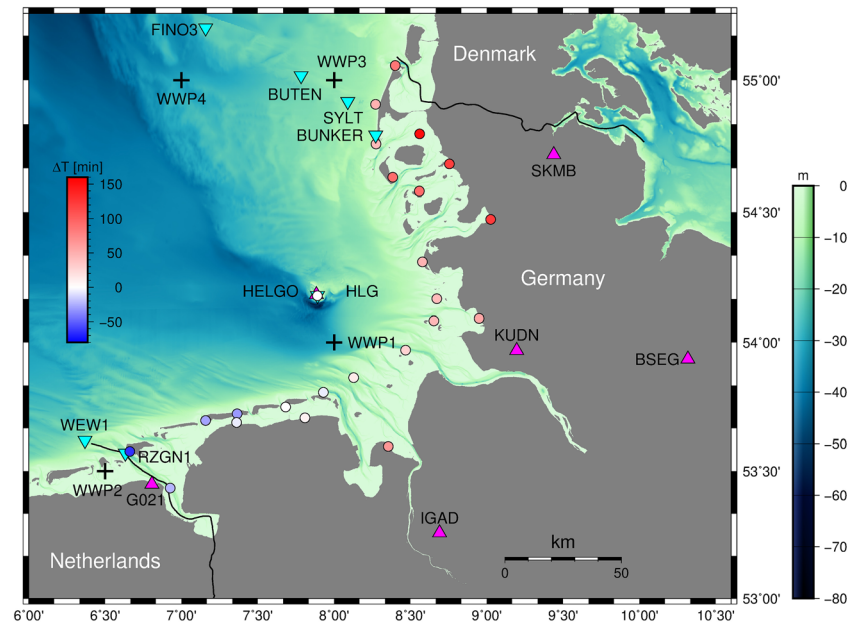 FINO3
WWP3
Denmark
55°00'
WWP4
BUTEN
SYLT
BUNKER
ΔT [min]
150
100
50
0
−50
SKMB
m
0
−10
−20
−30
−40
−50
−60
−70
−80
54°30'
HELGO
HLG
Germany
KUDN
WWP1
54°00'
BSEG
WEW1
RZGN1
WWP2
G021
53°30'
IGAD
km
0
50
Netherlands
53°00'
6°00'
7°00'
7°30'
8°00'
8°30'
9°00'
9°30'
10°00'
10°30'